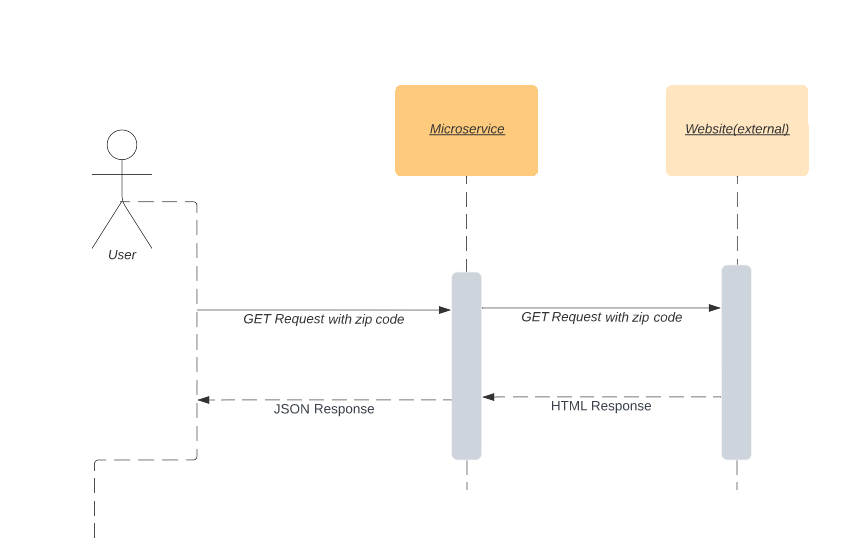 Microservice
Website(external)
User
GET Request with zip code
GET Request with zip code
JSON Response
HTML Response